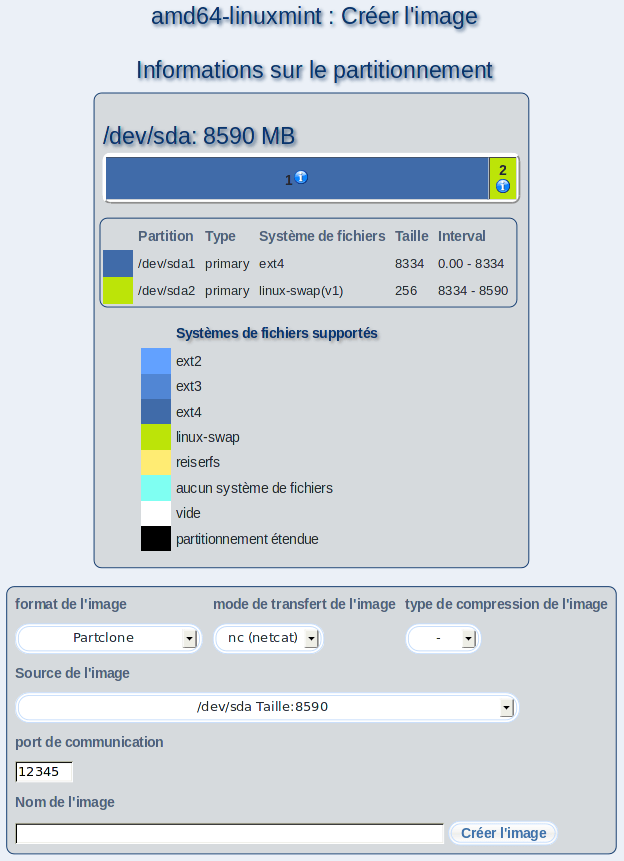 amd64-linuxmint : Créer l'image
Informations sur le partitionnement
/dev/sda: 8590 MB
1
2
Partition Type Système de fichiers Taille Interval
/dev/sda1 primary ext4 8334 0.00 - 8334
/dev/sda2 primary linux-swap(v1) 256 8334 - 8590
Systèmes de fichiers supportés
ext2
ext3
ext4
linux-swap
reiserfs
aucun système de fichiers
vide
partitionnement étendue
format de l'image mode de transfert de l'image type de compression de l'image
Partclone nc (netcat) -
Source de l'image
/dev/sda Taille:8590
port de communication
12345
Nom de l'image
Créer l'image